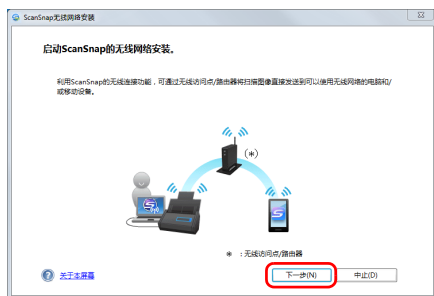 ScanSnap无线网络安装
启动ScanSnap的无线网络安装。
利用ScanSnap的无线连接功能，可通过无线访问点/路由器将扫描图像直接发送到可以使用无线网络的电脑和/
或移动设备。
(*)
* ：无线访问点/路由器
关于本屏幕
下一步(N)
中止(D)